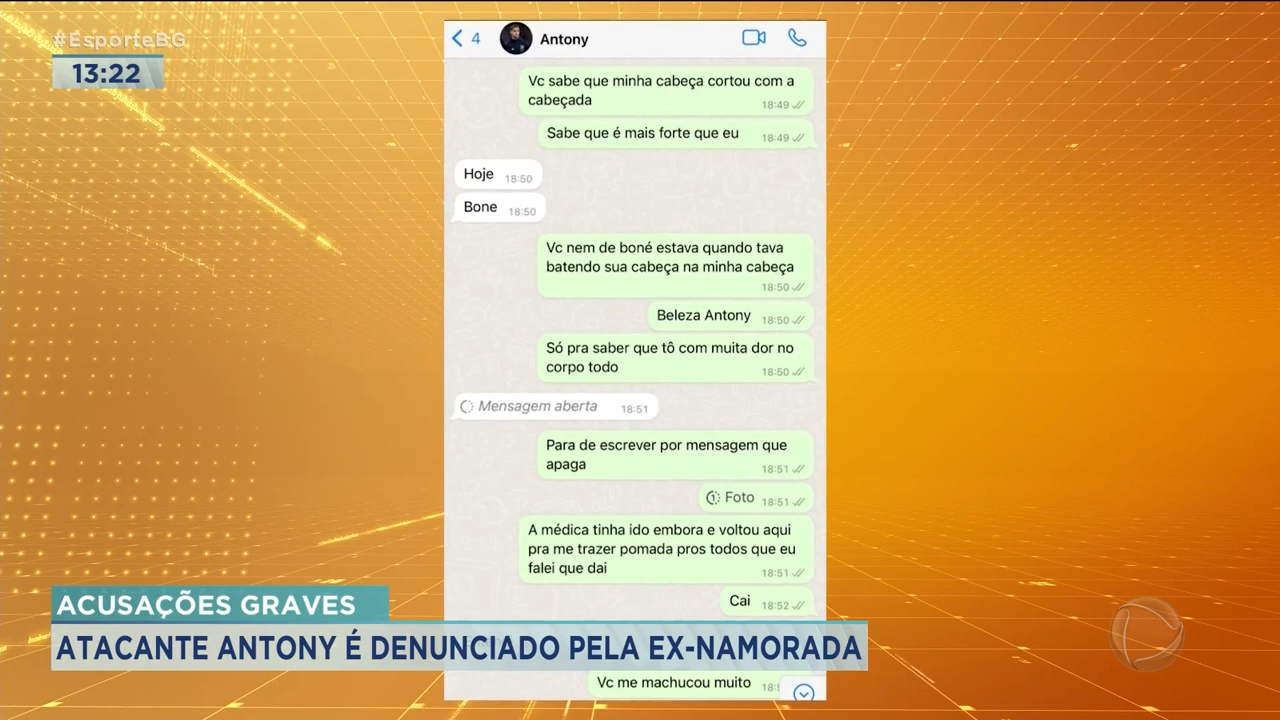 #EsporteBG
13:22
4
Antony
Vc sabe que minha cabeça cortou com a
cabeçada
18:49
Sabe que é mais forte que eu
18:49
Hoje
18:50
Bone
18:50
Vc nem de boné estava quando tava
batendo sua cabeça na minha cabeça
18:50
Beleza Antony
18:50
Só pra saber que tô com muita dor no
corpo todo
18:50
Mensagem aberta
18:51
Para de escrever por mensagem que
apaga
18:51
Foto
18:51
A médica tinha ido embora e voltou aqui
pra me trazer pomada pros todos que eu
falei que dai
18:51
Cai
18:52
ACUSAÇÕES GRAVES
ATACANTE ANTONY É DENUNCIADO PELA EX-NAMORADA
Vc me machucou muito